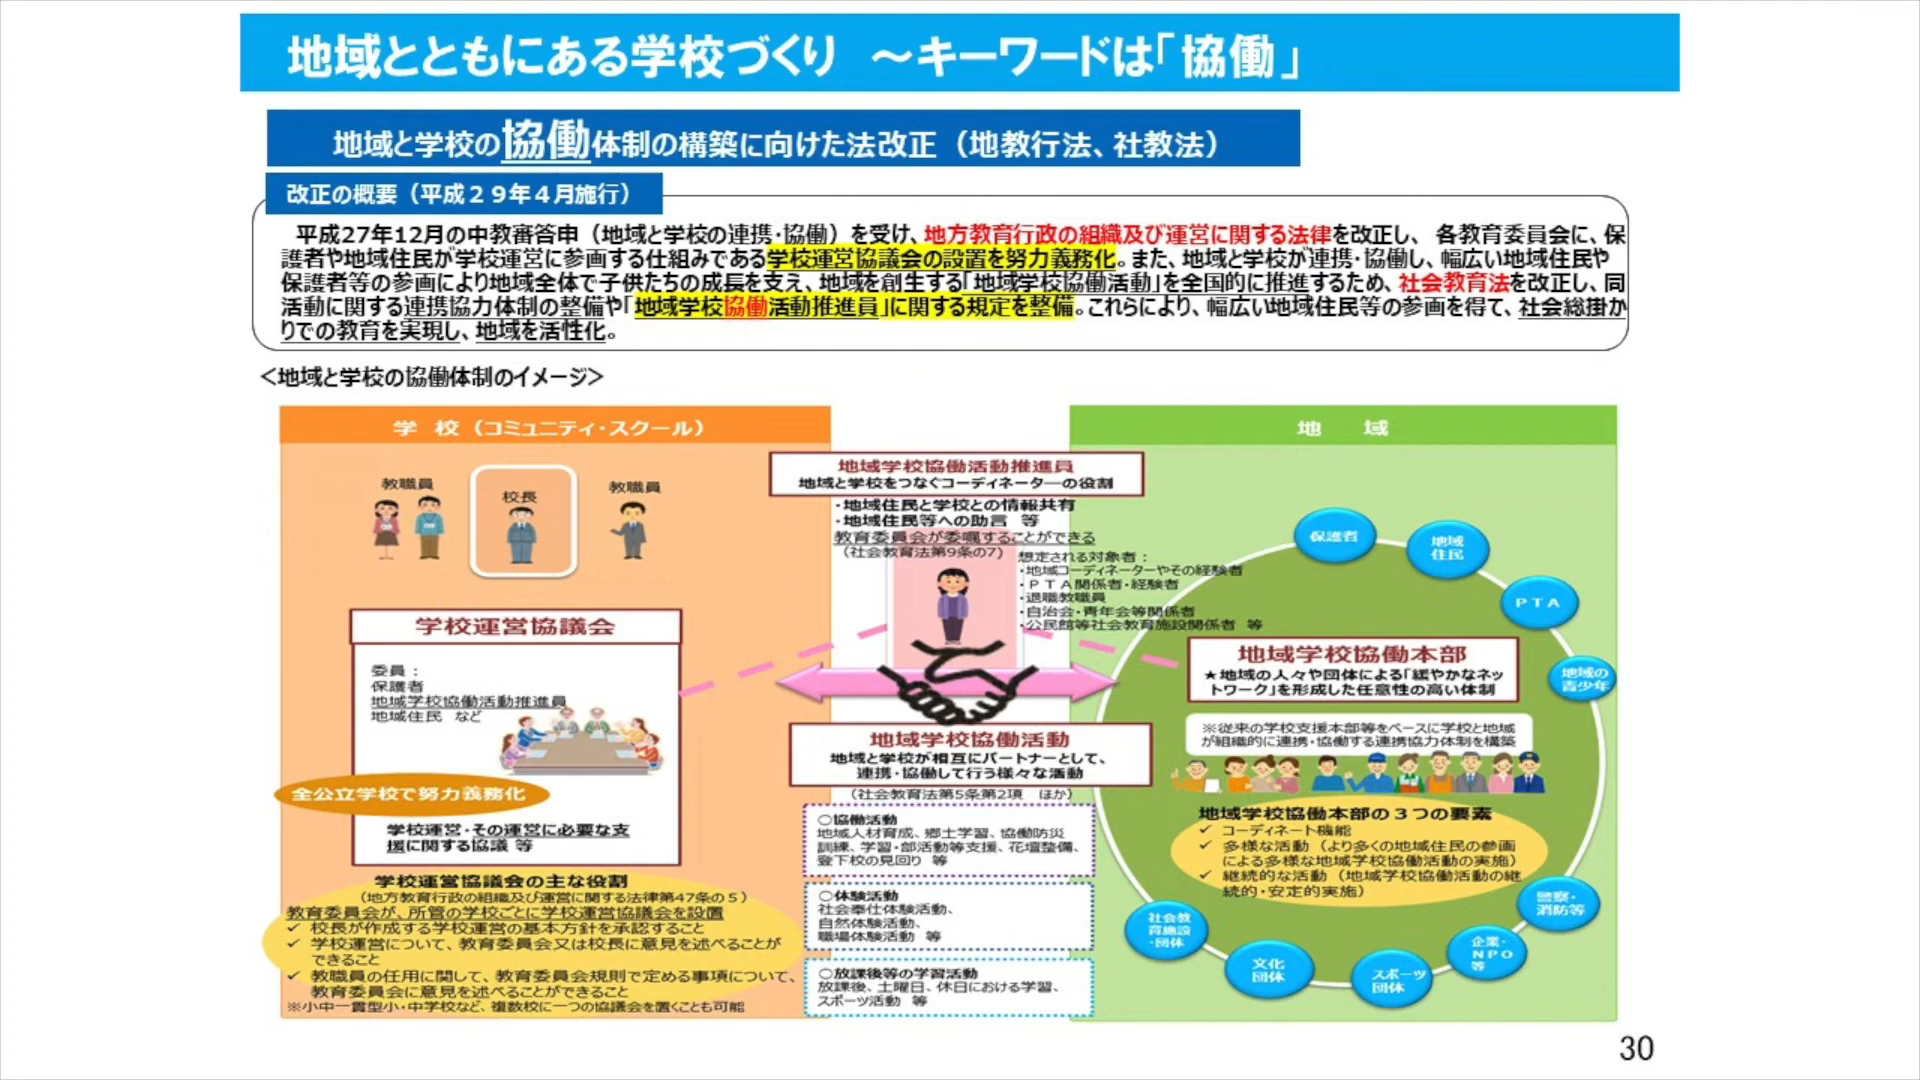 地域とともにある学校づくり　～キーワードは「協働」
地域と学校の協働体制の構築に向けた法改正（地教行法、社教法）
改正の概要（平成２９年４月施行）
平成27年12月の中教審答申（地域と学校の連携・協働）を受け、地方教育行政の組織及び運営に関する法律を改正し、各教育委員会に、保
護者や地域住民が学校運営に参画する仕組みである学校運営協議会の設置を努力義務化。また、地域と学校が連携・協働し、幅広い地域住民や
保護者等の参画により地域全体で子供たちの成長を支え、地域を創生する「地域学校協働活動」を全国的に推進するため、社会教育法を改正し、同
活動に関する連携協力体制の整備や「地域学校協働活動推進員」に関する規定を整備。これらにより、幅広い地域住民等の参画を得て、社会総掛か
りでの教育を実現し、地域を活性化。
＜地域と学校の協働体制のイメージ＞
学　校（コミュニティ・スクール）
教職員
校長
教職員
学校運営協議会
委員：
保護者
地域学校協働活動推進員
地域住民　など
全公立学校で努力義務化
学校運営・その運営に必要な支
援に関する協議 等
学校運営協議会の主な役割
（地方教育行政の組織及び運営に関する法律第47条の５）
教育委員会が、所管の学校ごとに学校運営協議会を設置
✓ 校長が作成する学校運営の基本方針を承認すること
✓ 学校運営について、教育委員会又は校長に意見を述べることが
できること
✓ 教職員の任用に関して、教育委員会規則で定める事項について、
教育委員会に意見を述べることができること
※小中一貫型小・中学校など、複数校に一つの協議会を置くことも可能
地域学校協働活動推進員
地域と学校をつなぐコーディネーターの役割
・地域住民と学校との情報共有
・地域住民等への助言　等
教育委員会が委嘱することができる
（社会教育法第9条の7）
想定される対象者：
・地域コーディネーターやその経験者
・ＰＴＡ関係者・経験者
・退職教職員
・自治会・青年会等関係者
・公民館等社会教育施設関係者　等
地域学校協働活動
地域と学校が相互にパートナーとして、
連携・協働して行う様々な活動
（社会教育法第5条第2項　ほか）
○協働活動
地域人材育成、郷土学習、協働防災
訓練、学習・部活動等支援、花壇整備、
登下校の見回り　等
○体験活動
社会奉仕体験活動、
自然体験活動、
職場体験活動　等
○放課後等の学習活動
放課後、土曜日、休日における学習、
スポーツ活動　等
地　　域
保護者
地域
住民
ＰＴＡ
地域の
青少年
地域学校協働本部
★地域の人々や団体による「緩やかなネッ
トワーク」を形成した任意性の高い体制
※従来の学校支援本部等をベースに学校と地域
が組織的に連携・協働する連携協力体制を構築
地域学校協働本部の３つの要素
✓ コーディネート機能
✓ 多様な活動（より多くの地域住民の参画
による多様な地域学校協働活動の実施）
✓ 継続的な活動（地域学校協働活動の継
続的・安定的実施）
警察・
消防等
企業・
ＮＰＯ
等
スポーツ
団体
文化
団体
社会教
育施設
・団体
30